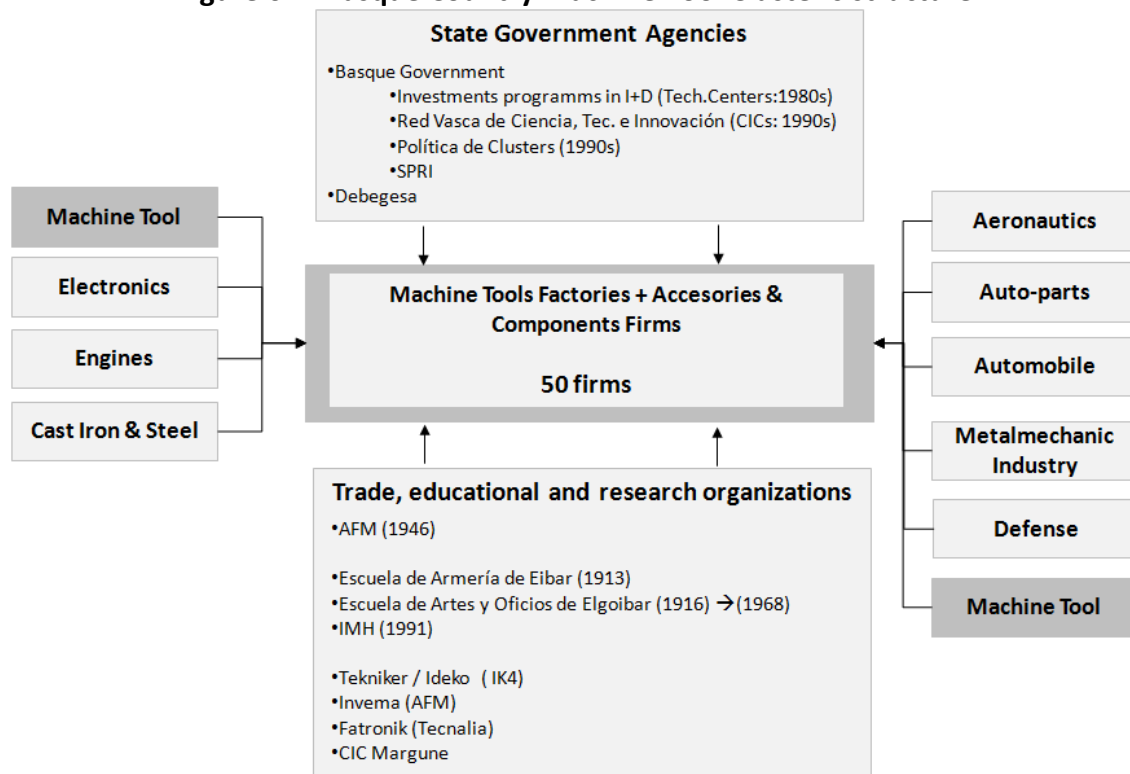 State Government Agencies
•Basque Government
•Investments programms in I+D (Tech.Centers:1980s)
•Red Vasca de Ciencia, Tec. e Innovación (CICs: 1990s)
•Política de Clusters (1990s)
•SPRI
•Debegesa
Machine Tool
Electronics
Engines
Cast Iron & Steel
Machine Tools Factories + Accesories &
Components Firms
50 firms
Aeronautics
Auto-parts
Automobile
Metalmechanic
Industry
Defense
Machine Tool
Trade, educational and research organizations
•AFM (1946)
•Escuela de Armería de Eibar (1913)
•Escuela de Artes y Oficios de Elgoibar (1916) →(1968)
•IMH (1991)
•Tekniker / Ideko ( IK4)
•Invema (AFM)
•Fatronik (Tecnalia)
•CIC Margune